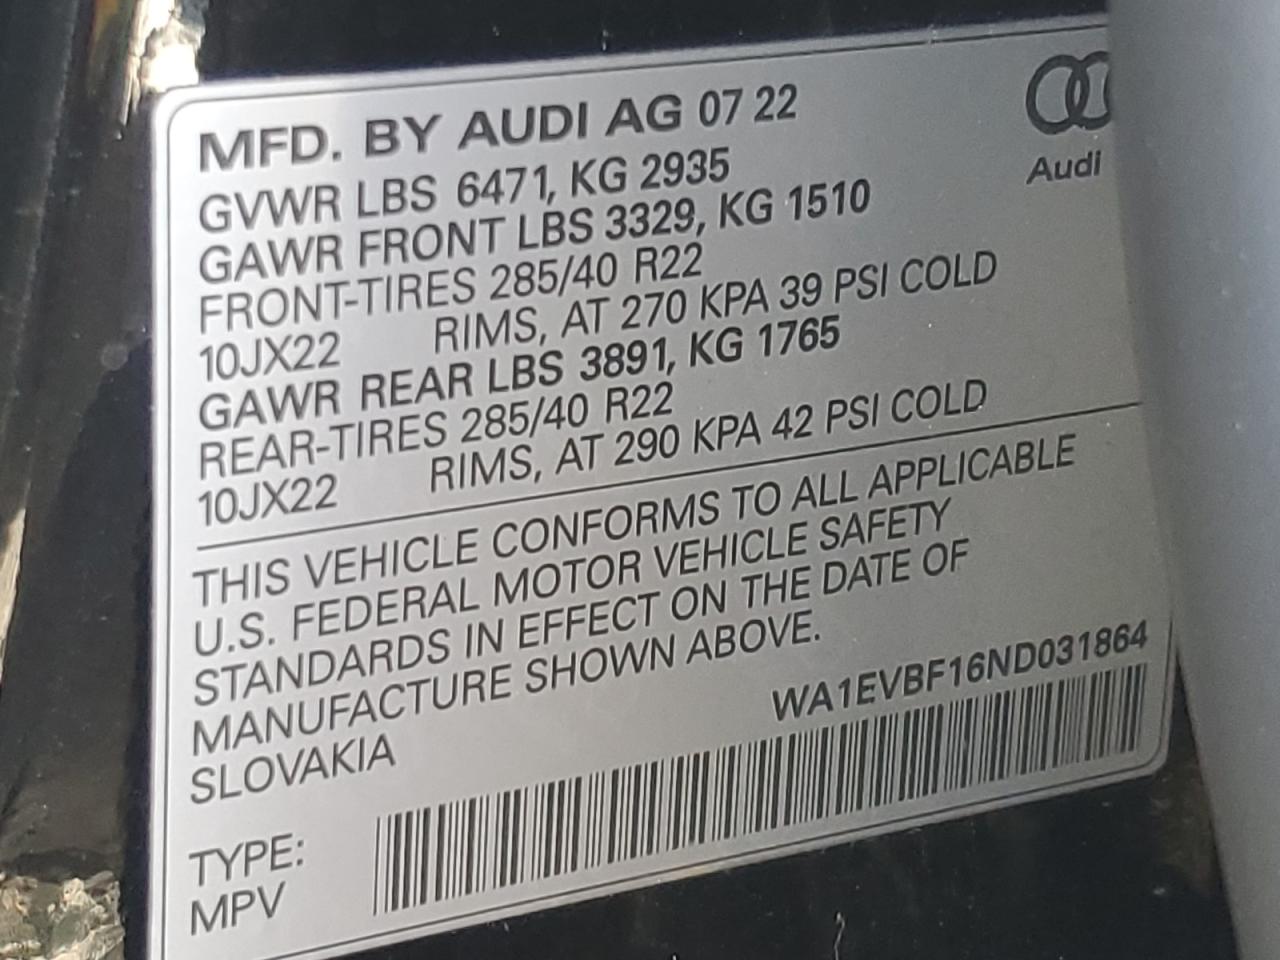 MFD. BY AUDI AG 07 22
Audi
GVWR LBS 6471, KG 2935
GAWR FRONT LBS 3329, KG 1510
FRONT-TIRES 285/40 R22
10JX22 RIMS, AT 270 KPA 39 PSI COLD
GAWR REAR LBS 3891, KG 1765
REAR-TIRES 285/40 R22
10JX22 RIMS, AT 290 KPA 42 PSI COLD
THIS VEHICLE CONFORMS TO ALL APPLICABLE
U.S. FEDERAL MOTOR VEHICLE SAFETY
STANDARDS IN EFFECT ON THE DATE OF
MANUFACTURE SHOWN ABOVE.
SLOVAKIA
WA1EVBF16ND031864
TYPE:
MPV